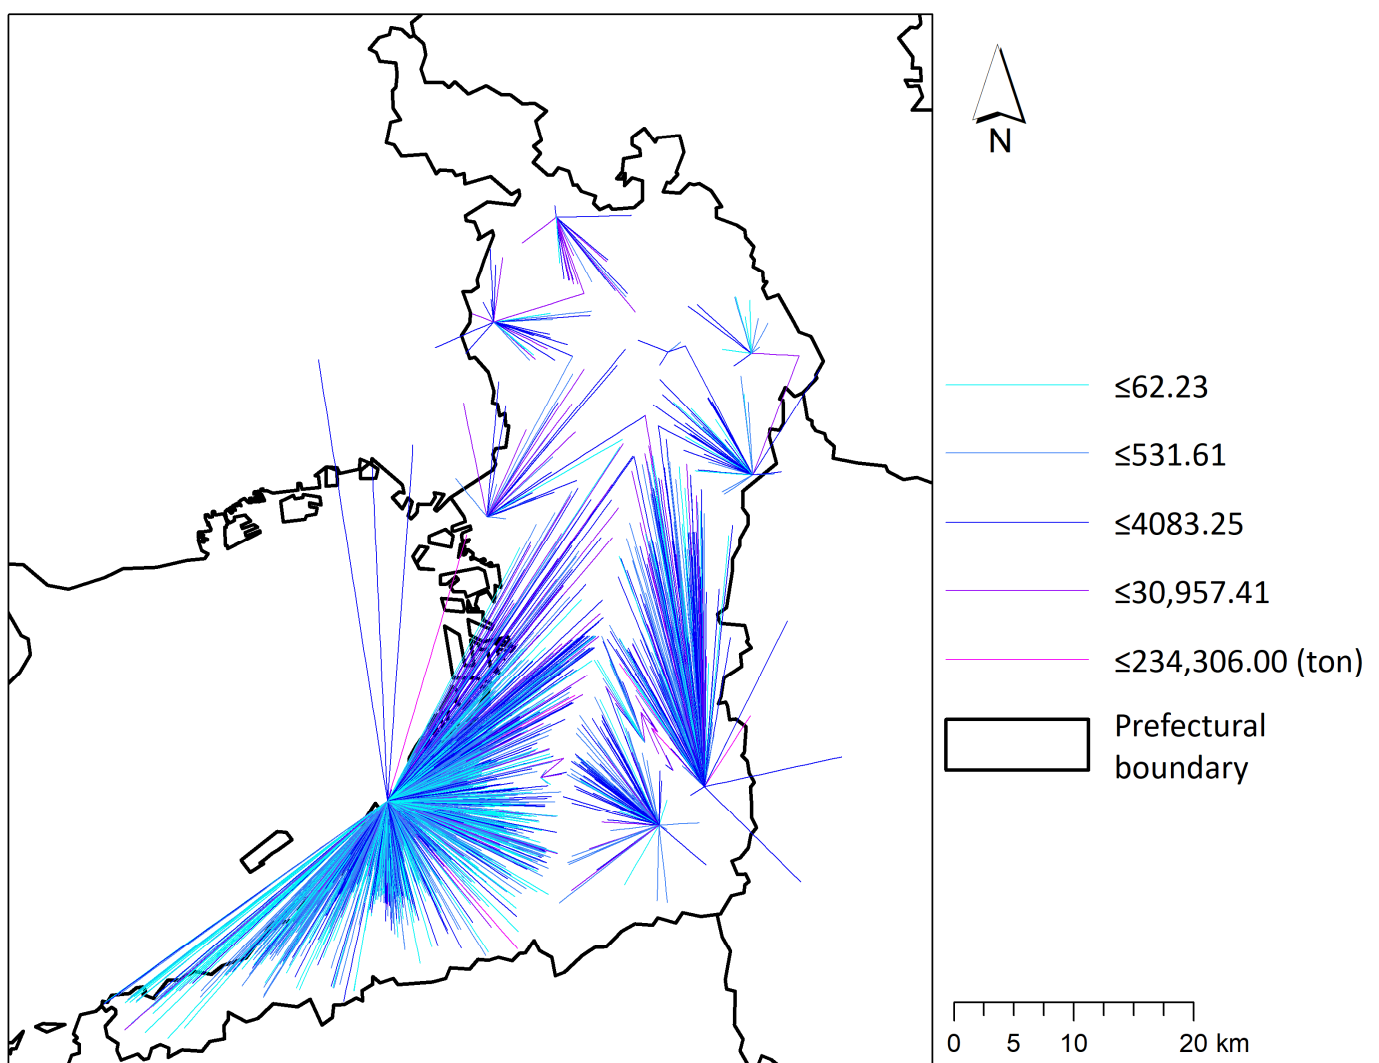 N
≤62.23
≤531.61
≤4083.25
≤30,957.41
≤234,306.00 (ton)
Prefectural
boundary
0 5 10 20 km